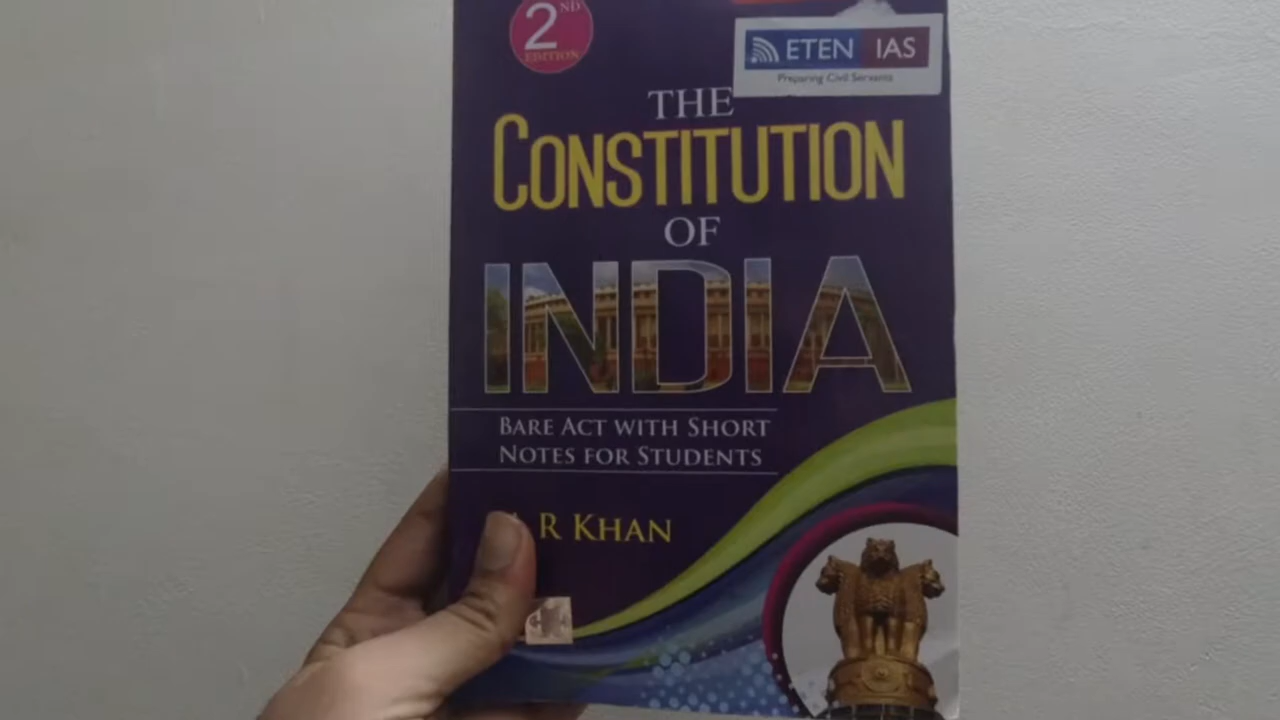 2ND
EDITION
ETEN IAS
Preparing Civil Servants
THE
CONSTITUTION
OF
INDIA
BARE ACT WITH SHORT
NOTES FOR STUDENTS
R KHAN